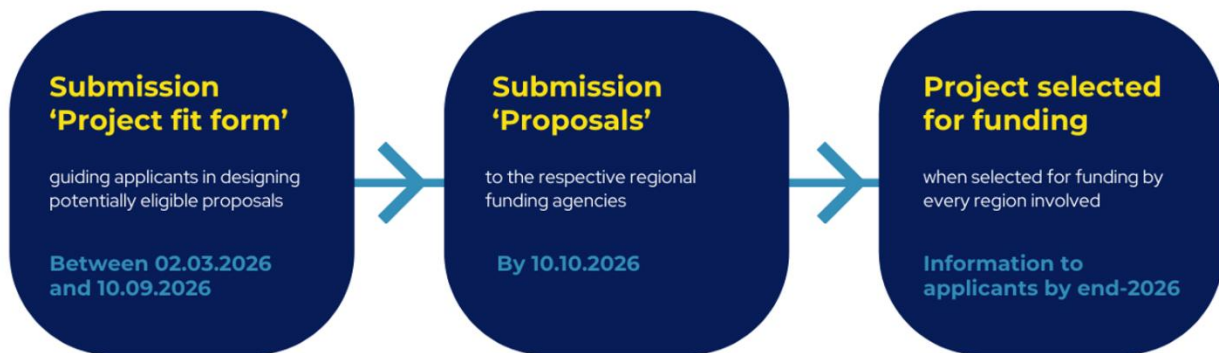 Submission
‘Project fit form’
guiding applicants in designing
potentially eligible proposals
Between 02.03.2026
and 10.09.2026
Submission
‘Proposals’
to the respective regional
funding agencies
By 10.10.2026
Project selected
for funding
when selected for funding by
every region involved
Information to
applicants by end-2026